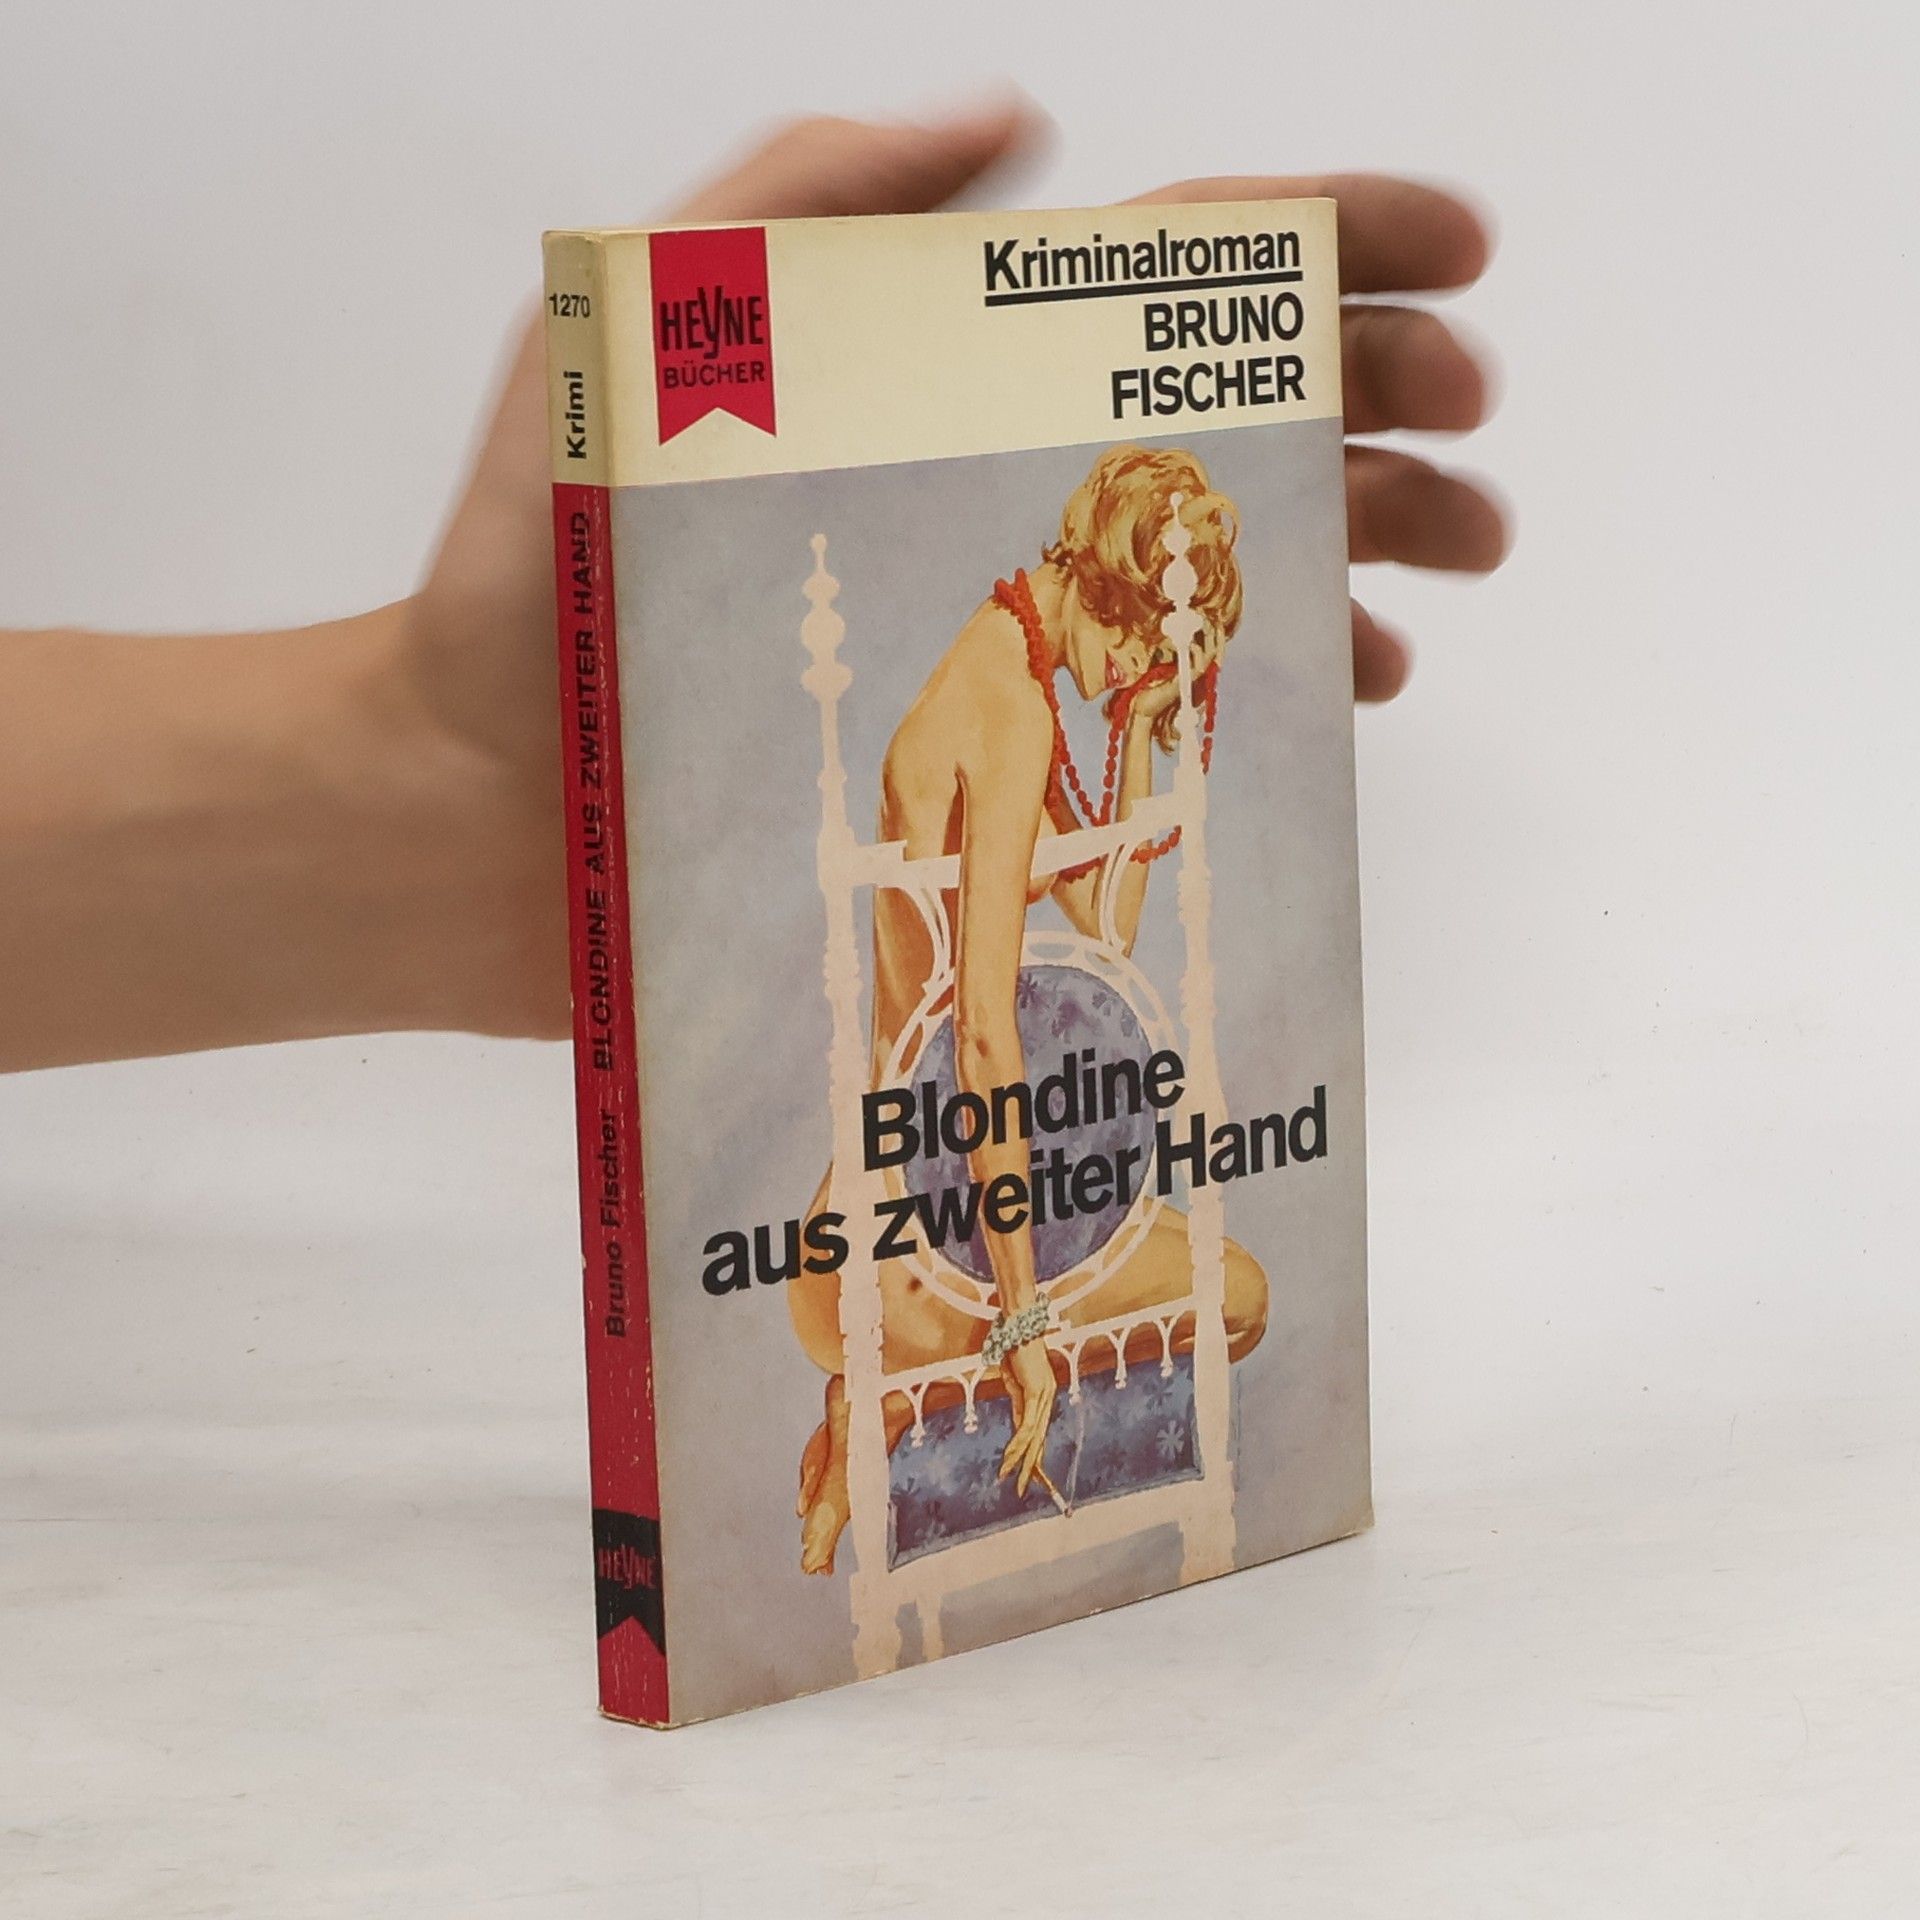 1270
Krimi
Bruno Fischer BLONDINE AUS ZWEITER HAND
HEYNE
HEYNE
BÜCHER
Kriminalroman
BRUNO
FISCHER
Blondine
aus zweiter Hand